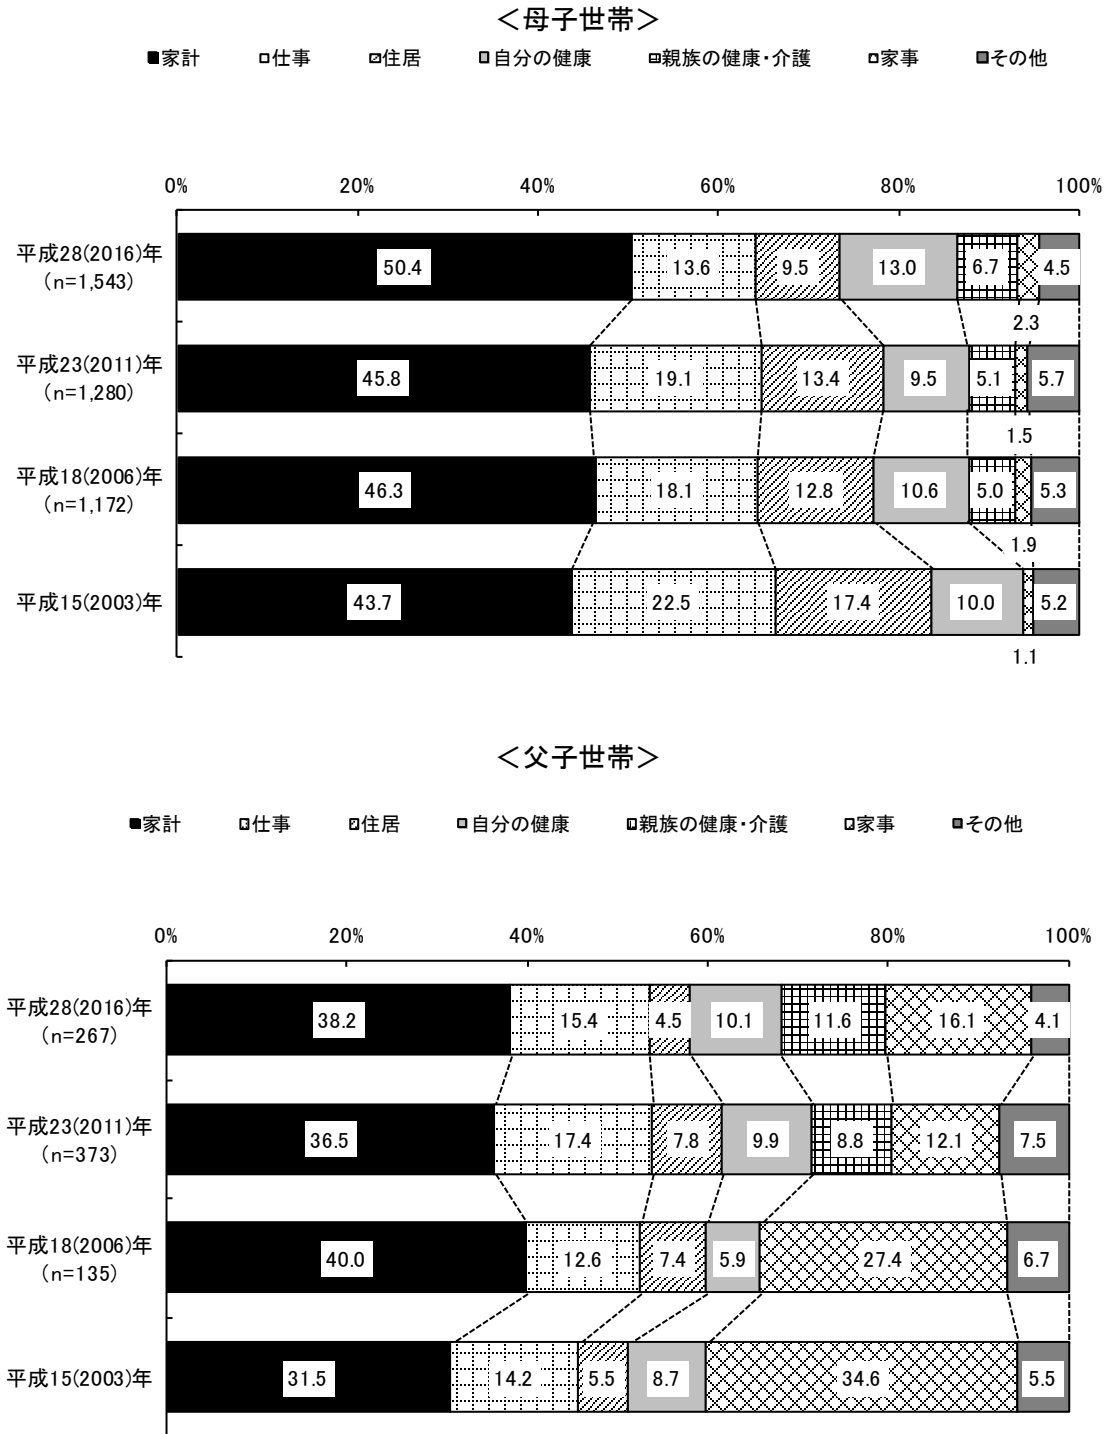 ＜母子世帯＞
家計 仕事 住居 自分の健康 親族の健康・介護 家事 その他
0% 20% 40% 60% 80% 100%
平成28(2016)年
(n=1,543)
50.4 13.6 9.5 13.0 6.7 4.5
2.3
平成23(2011)年
(n=1,280)
45.8 19.1 13.4 9.5 5.1 5.7
1.5
平成18(2006)年
(n=1,172)
46.3 18.1 12.8 10.6 5.0 5.3
1.9
平成15(2003)年
43.7 22.5 17.4 10.0 5.2
1.1
＜父子世帯＞
家計 仕事 住居 自分の健康 親族の健康・介護 家事 その他
0% 20% 40% 60% 80% 100%
平成28(2016)年
(n=267)
38.2 15.4 4.5 10.1 11.6 16.1 4.1
平成23(2011)年
(n=373)
36.5 17.4 7.8 9.9 8.8 12.1 7.5
平成18(2006)年
(n=135)
40.0 12.6 7.4 5.9 27.4 6.7
平成15(2003)年
31.5 14.2 5.5 8.7 34.6 5.5